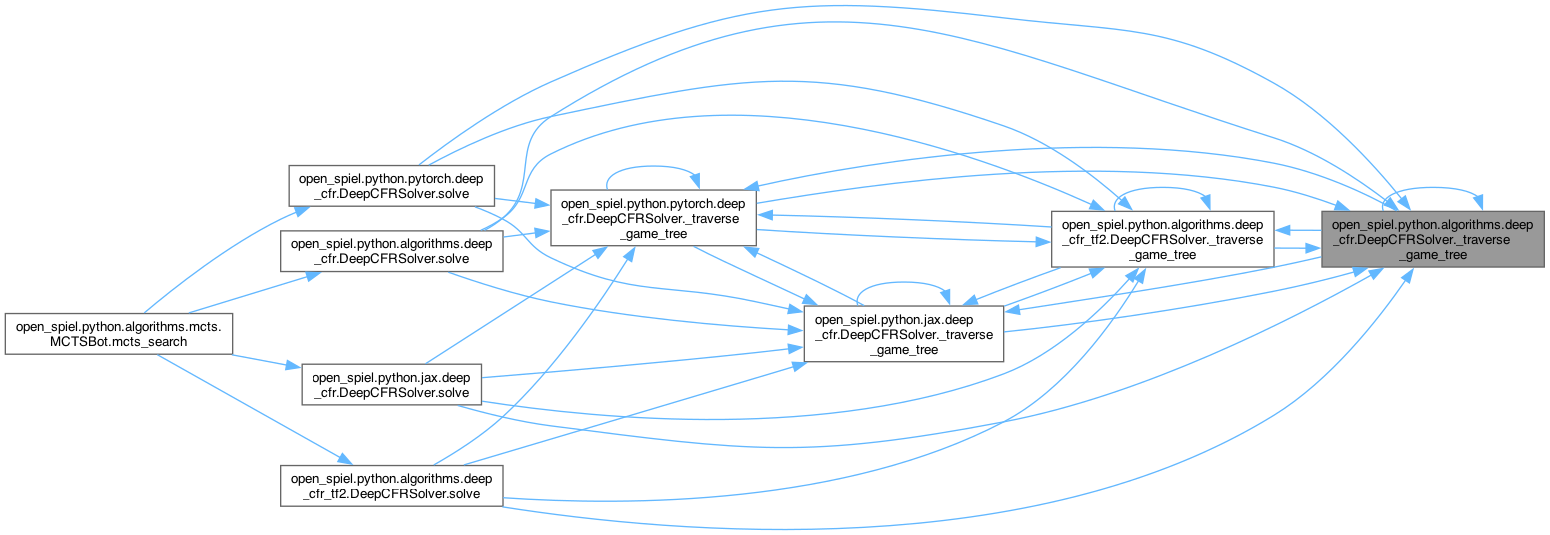 open_spiel.python.pytorch.deep
_cfr.DeepCFRSolver.solve
open_spiel.python.algorithms.deep
_cfr.DeepCFRSolver.solve
open_spiel.python.algorithms.mcts.
MCTSBot.mcts_search
open_spiel.python.jax.deep
_cfr.DeepCFRSolver.solve
open_spiel.python.algorithms.deep
_cfr_tf2.DeepCFRSolver.solve
open_spiel.python.pytorch.deep
_cfr.DeepCFRSolver._traverse
_game_tree
open_spiel.python.jax.deep
_cfr.DeepCFRSolver._traverse
_game_tree
open_spiel.python.algorithms.deep
_cfr_tf2.DeepCFRSolver._traverse
_game_tree
open_spiel.python.algorithms.deep
_cfr.DeepCFRSolver._traverse
_game_tree